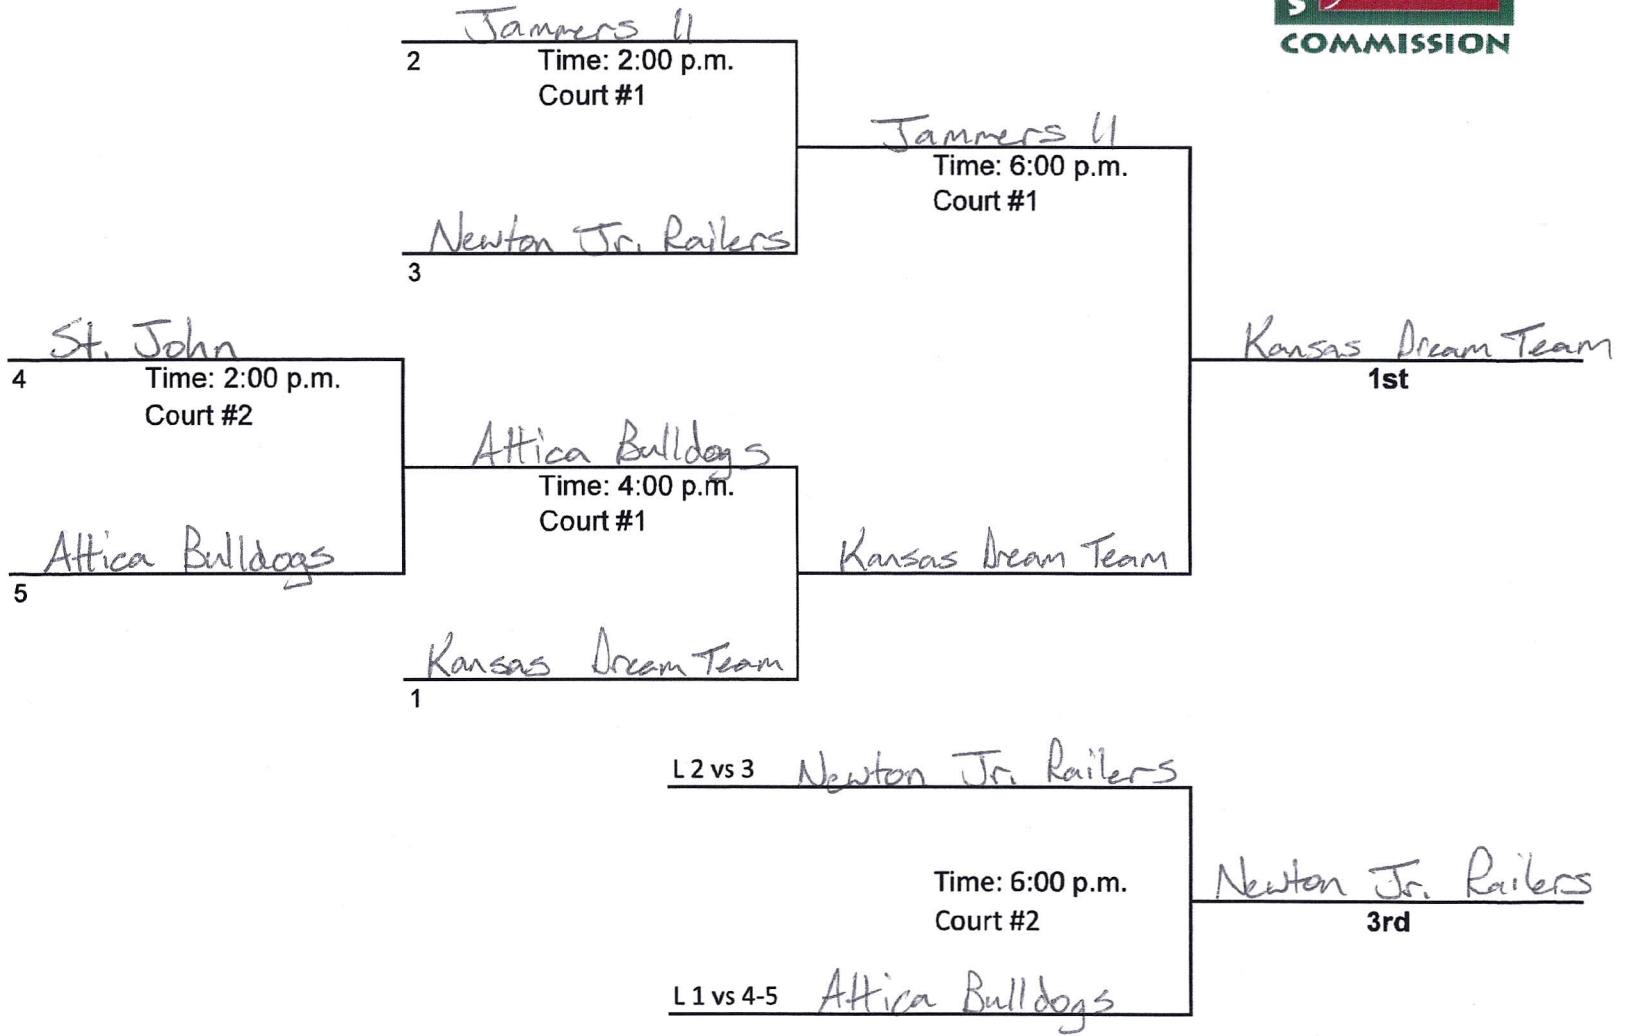 S
COMMISSION
Jammers II
2
Time: 2:00 p.m.
Court #1
Jammers II
Time: 6:00 p.m.
Court #1
Newton Jr. Railers
3
St. John
4
Time: 2:00 p.m.
Court #2
Kansas Dream Team
1st
Attica Bulldogs
Time: 4:00 p.m.
Court #1
Attica Bulldogs
5
Kansas Dream Team
Kansas Dream Team
1
L 2 vs 3 Newton Jr. Railers
Time: 6:00 p.m.
Court #2
Newton Jr. Railers
3rd
L 1 vs 4-5 Attica Bulldogs